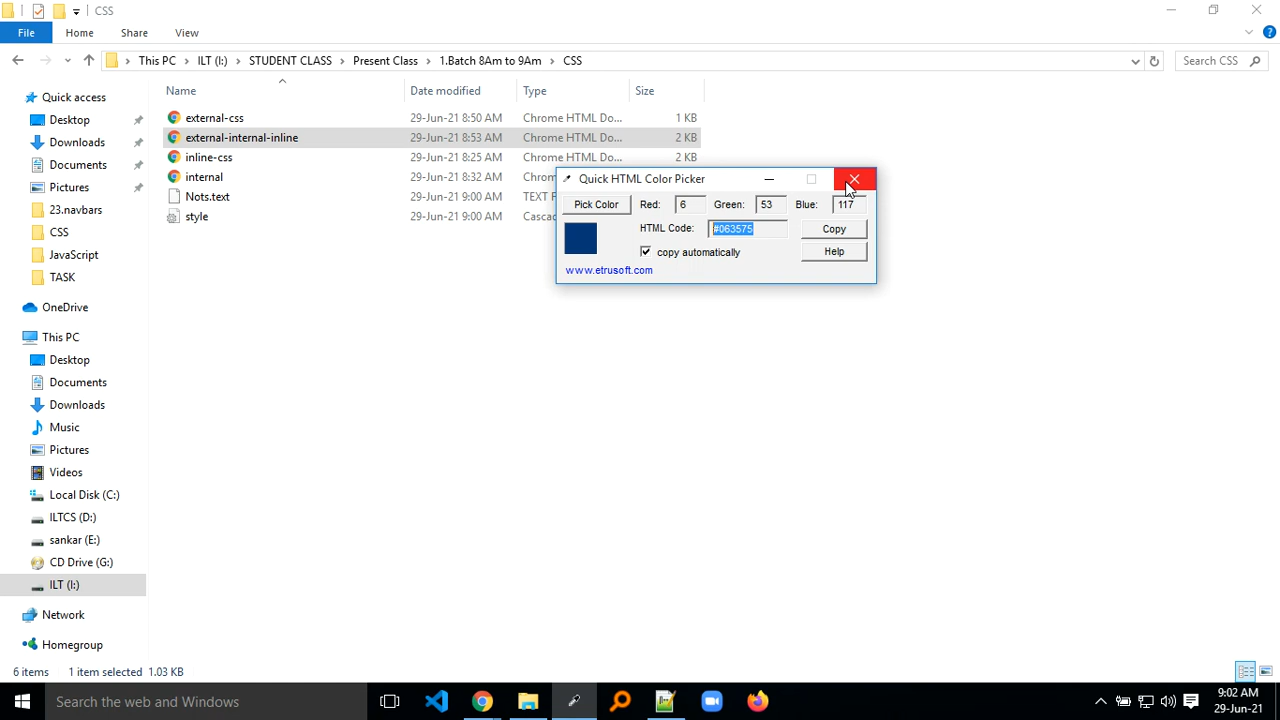 CSS
File Home Share View
This PC ILT (I:) STUDENT CLASS Present Class 1.Batch 8Am to 9Am CSS
Search CSS
Name Date modified Type Size
external-css 29-Jun-21 8:50 AM Chrome HTML Do... 1 KB
external-internal-inline 29-Jun-21 8:53 AM Chrome HTML Do... 2 KB
inline-css 29-Jun-21 8:25 AM Chrome HTML Do... 2 KB
internal 29-Jun-21 8:32 AM Chrom
Nots.text 29-Jun-21 9:00 AM TEXT F
style 29-Jun-21 9:00 AM Cascad
Quick access
Desktop
Downloads
Documents
Pictures
23.navbars
CSS
JavaScript
TASK
OneDrive
This PC
Desktop
Documents
Downloads
Music
Pictures
Videos
Local Disk (C:)
ILTCS (D:)
sankar (E:)
CD Drive (G:)
ILT (I:)
Network
Homegroup
Quick HTML Color Picker
Pick Color Red: 6 Green: 53 Blue: 117
HTML Code: #063575 Copy
copy automatically Help
www.etrusoft.com
6 items 1 item selected 1.03 KB
Search the web and Windows
9:02 AM
29-Jun-21